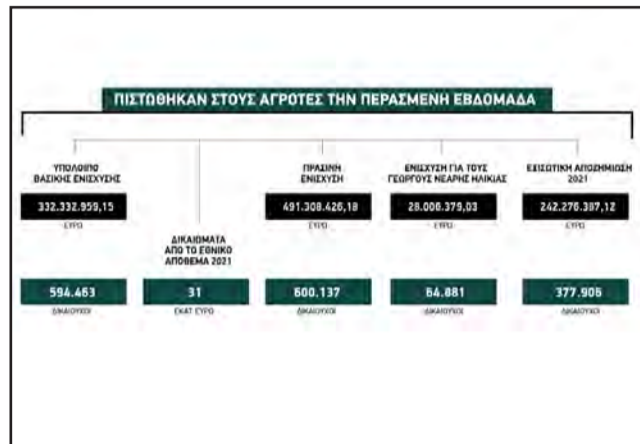 ΠΙΣΤΩΘΗΚΑΝ ΣΤΟΥΣ ΑΓΡΟΤΕΣ ΤΗΝ ΠΕΡΑΣΜΕΝΗ ΕΒΔΟΜΑΔΑ
ΥΠΟΛΟΙΠΟ
ΒΑΣΙΚΗΣ ΕΝΙΣΧΥΣΗΣ
332.332.959,15
ΕΥΡΩ
594.463
ΔΙΚΑΙΟΥΧΟΙ
ΔΙΚΑΙΩΜΑΤΑ
ΑΠΟ ΤΟ ΕΘΝΙΚΟ
ΑΠΟΘΕΜΑ 2021
31
ΕΚΑΤ ΕΥΡΩ
ΠΡΑΣΙΝΗ
ΕΝΙΣΧΥΣΗ
491.308.426,18
ΕΥΡΩ
600.137
ΔΙΚΑΙΟΥΧΟΙ
ΕΝΙΣΧΥΣΗ ΓΙΑ ΤΟΥΣ
ΓΕΩΡΓΟΥΣ ΝΕΑΡΗΣ ΗΛΙΚΙΑΣ
28.006.379,03
ΕΥΡΩ
64.881
ΔΙΚΑΙΟΥΧΟΙ
ΕΞΙΣΩΤΙΚΗ ΑΠΟΖΗΜΙΩΣΗ
2021
242.276.387,12
ΕΥΡΩ
377.906
ΔΙΚΑΙΟΥΧΟΙ